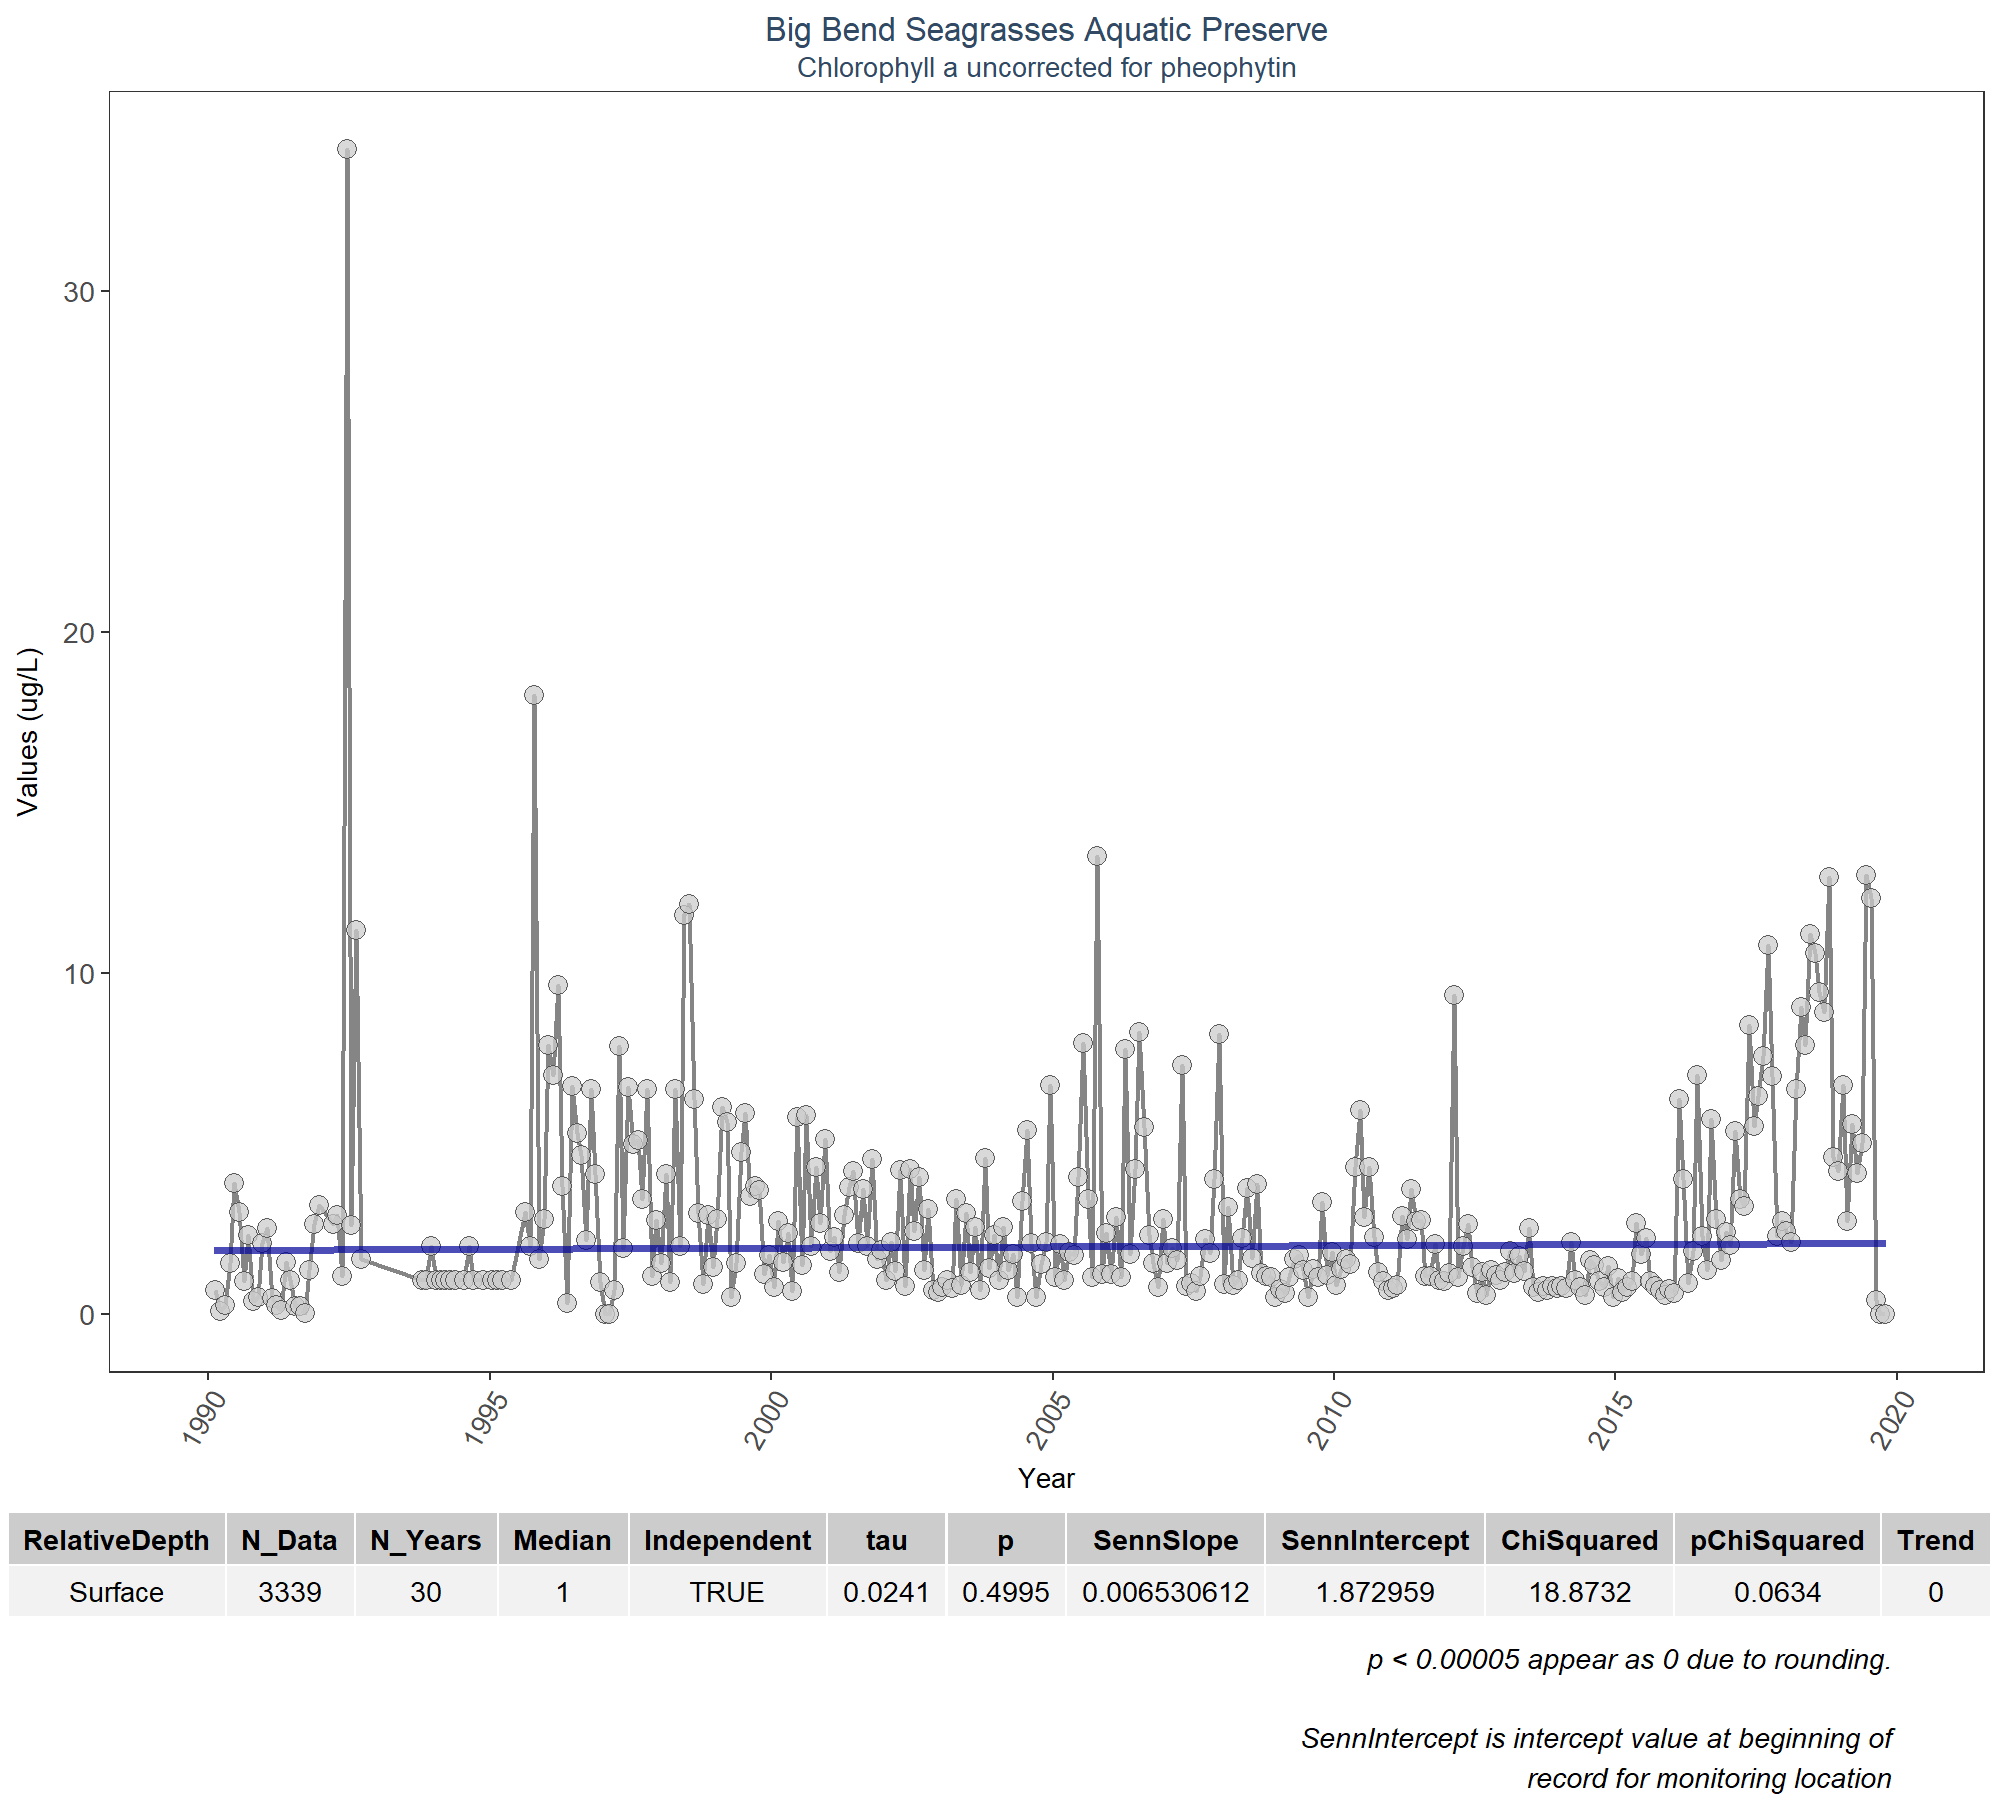 Big Bend Seagrasses Aquatic Preserve
Chlorophyll a uncorrected for pheophytin
Values (ug/L)
30
20
10
0
1990 1995 2000 2005 2010 2015 2020
Year
RelativeDepth N_Data N_Years Median Independent tau p SennSlope SennIntercept ChiSquared pChiSquared Trend
Surface 3339 30 1 TRUE 0.0241 0.4995 0.006530612 1.872959 18.8732 0.0634 0
p < 0.00005 appear as 0 due to rounding.
SennIntercept is intercept value at beginning of
record for monitoring location